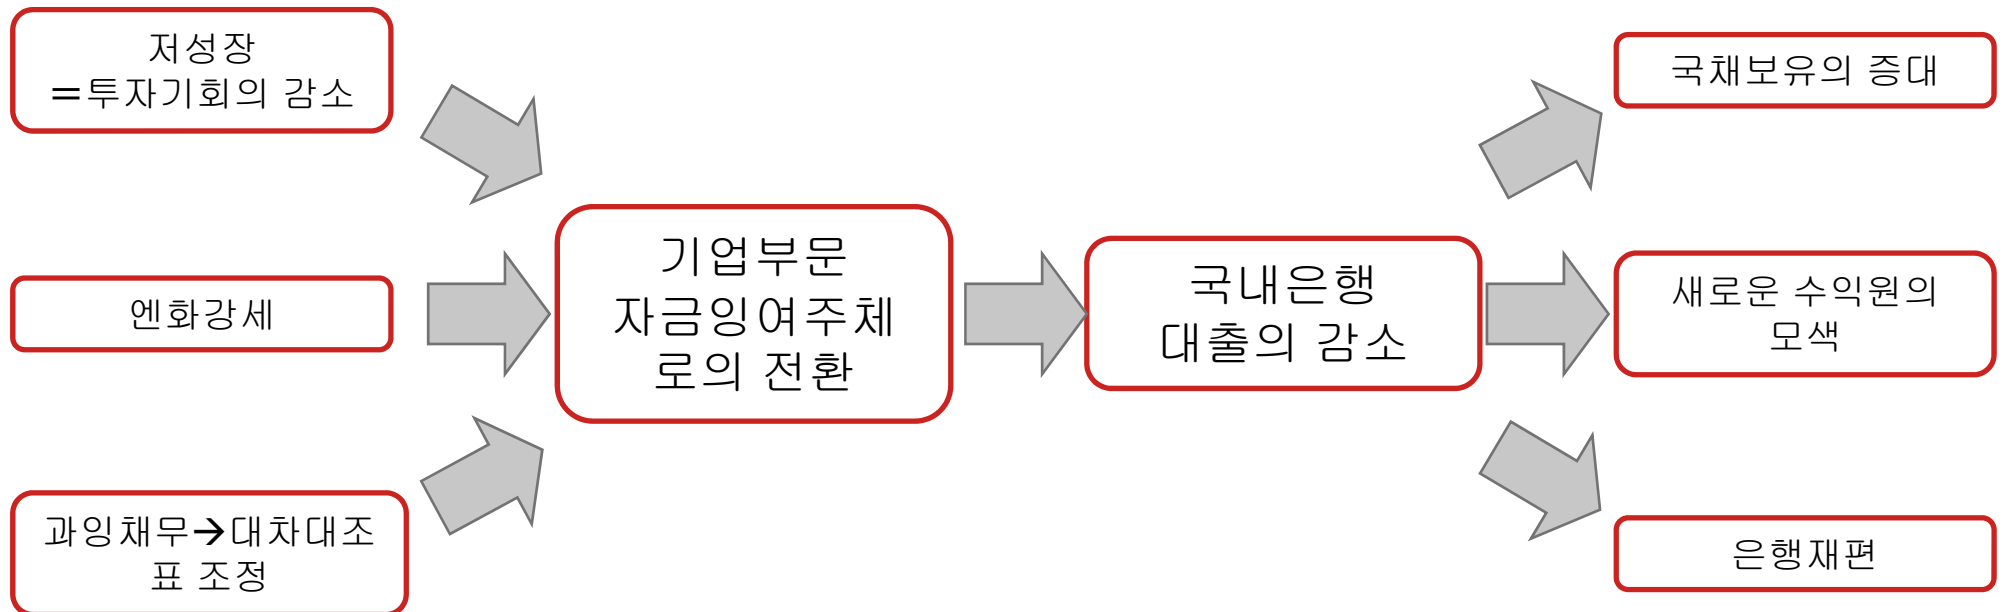 저성장
=투자기회의 감소
엔화강세
과잉채무→대차대조
표 조정
기업부문
자금잉여주체
로의 전환
국내은행
대출의 감소
국채보유의 증대
새로운 수익원의
모색
은행재편